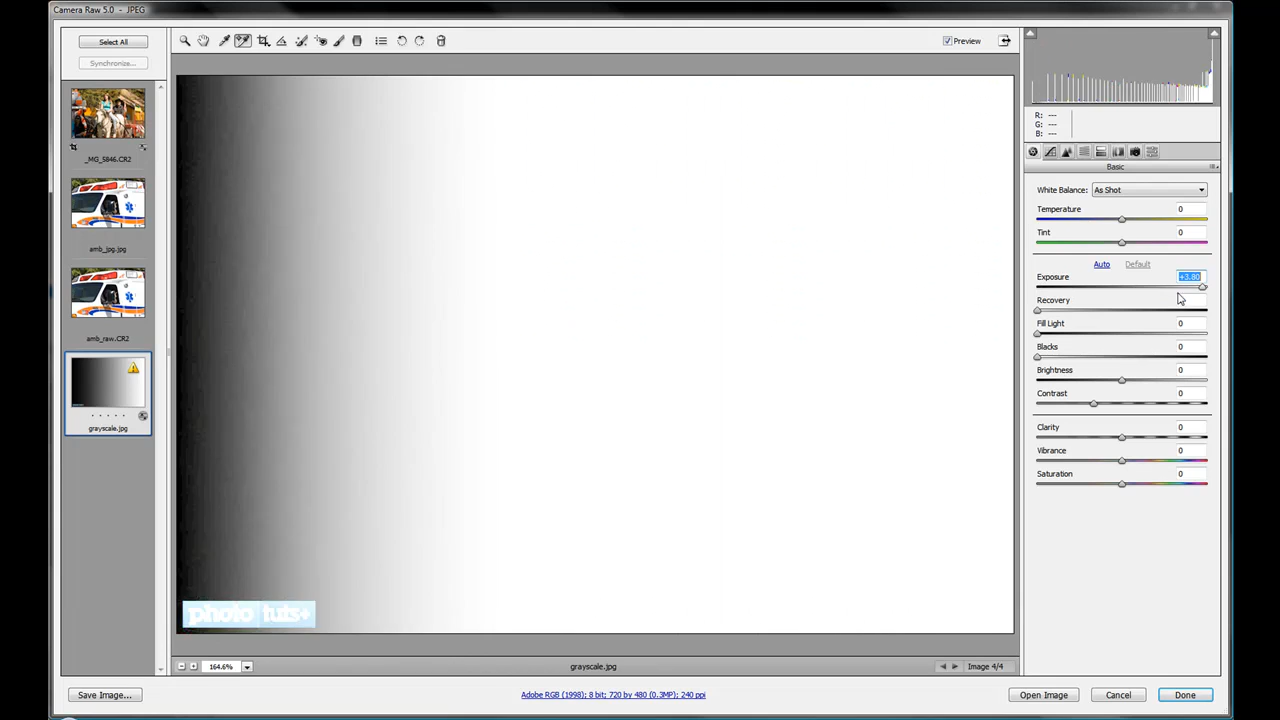 Camera Raw 5.0 - JPEG
Select All
Synchronize...
Preview
_MG_5846.CR2
amb_jpg.jpg
amb_raw.CR2
grayscale.jpg
photo tuts+
R: ---
G: ---
B: ---
Basic
White Balance: As Shot
Temperature 0
Tint 0
Auto Default
Exposure +3.80
Recovery
Fill Light 0
Blacks 0
Brightness 0
Contrast 0
Clarity 0
Vibrance 0
Saturation 0
164.6% grayscale.jpg Image 4/4
Save Image... Adobe RGB (1998); 8 bit; 720 by 480 (0.3MP); 240 ppi Open Image Cancel Done